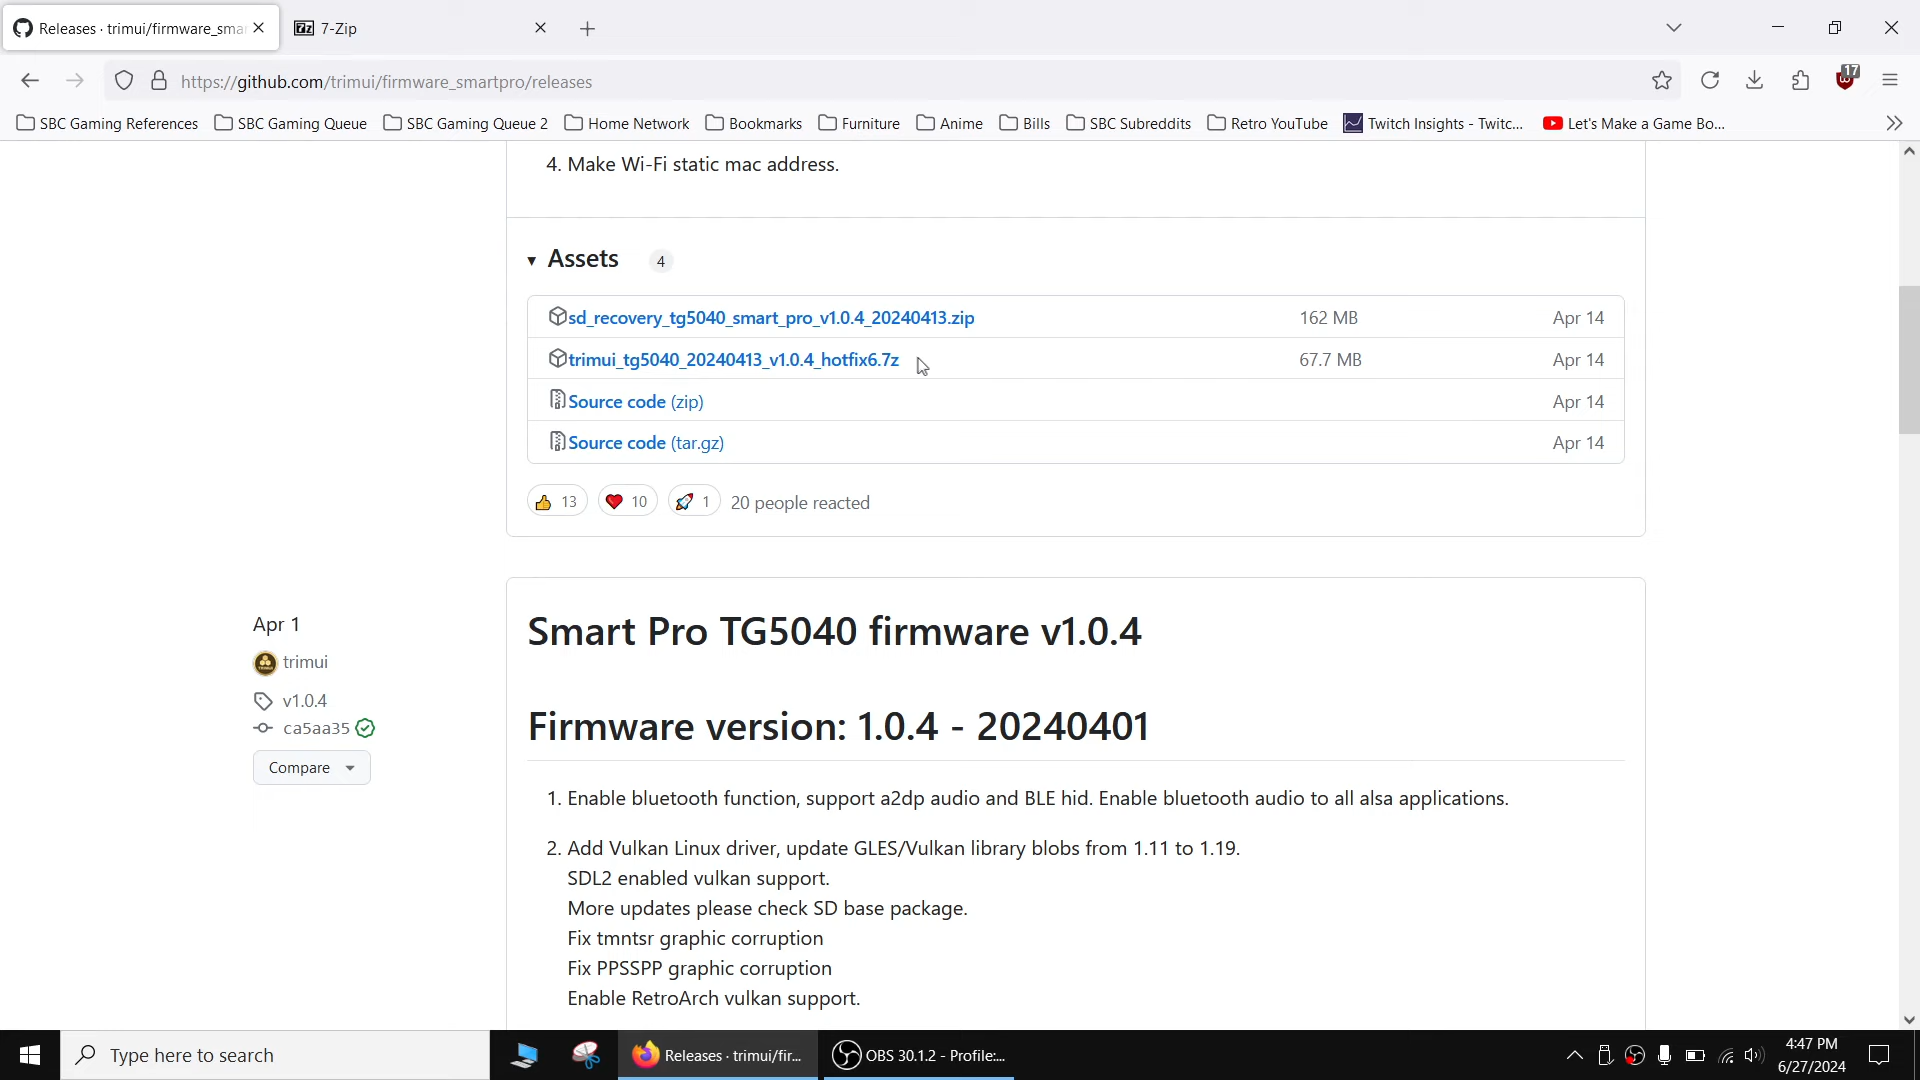 Releases · trimui/firmware_smar
7-Zip
https://github.com/trimui/firmware_smartpro/releases
17
SBC Gaming References
SBC Gaming Queue
SBC Gaming Queue 2
Home Network
Bookmarks
Furniture
Anime
Bills
SBC Subreddits
Retro YouTube
Twitch Insights - Twitc...
Let's Make a Game Bo...
4. Make Wi-Fi static mac address.
Assets 4
sd_recovery_tg5040_smart_pro_v1.0.4_20240413.zip 162 MB Apr 14
trimui_tg5040_20240413_v1.0.4_hotfix6.7z 67.7 MB Apr 14
Source code (zip) Apr 14
Source code (tar.gz) Apr 14
13 10 1 20 people reacted
Apr 1
trimui
v1.0.4
ca5aa35
Compare
Smart Pro TG5040 firmware v1.0.4
Firmware version: 1.0.4 - 20240401
1. Enable bluetooth function, support a2dp audio and BLE hid. Enable bluetooth audio to all alsa applications.
2. Add Vulkan Linux driver, update GLES/Vulkan library blobs from 1.11 to 1.19.
SDL2 enabled vulkan support.
More updates please check SD base package.
Fix tmntsr graphic corruption
Fix PPSSPP graphic corruption
Enable RetroArch vulkan support.
Type here to search
Releases · trimui/fir...
OBS 30.1.2 - Profile:...
4:47 PM
6/27/2024